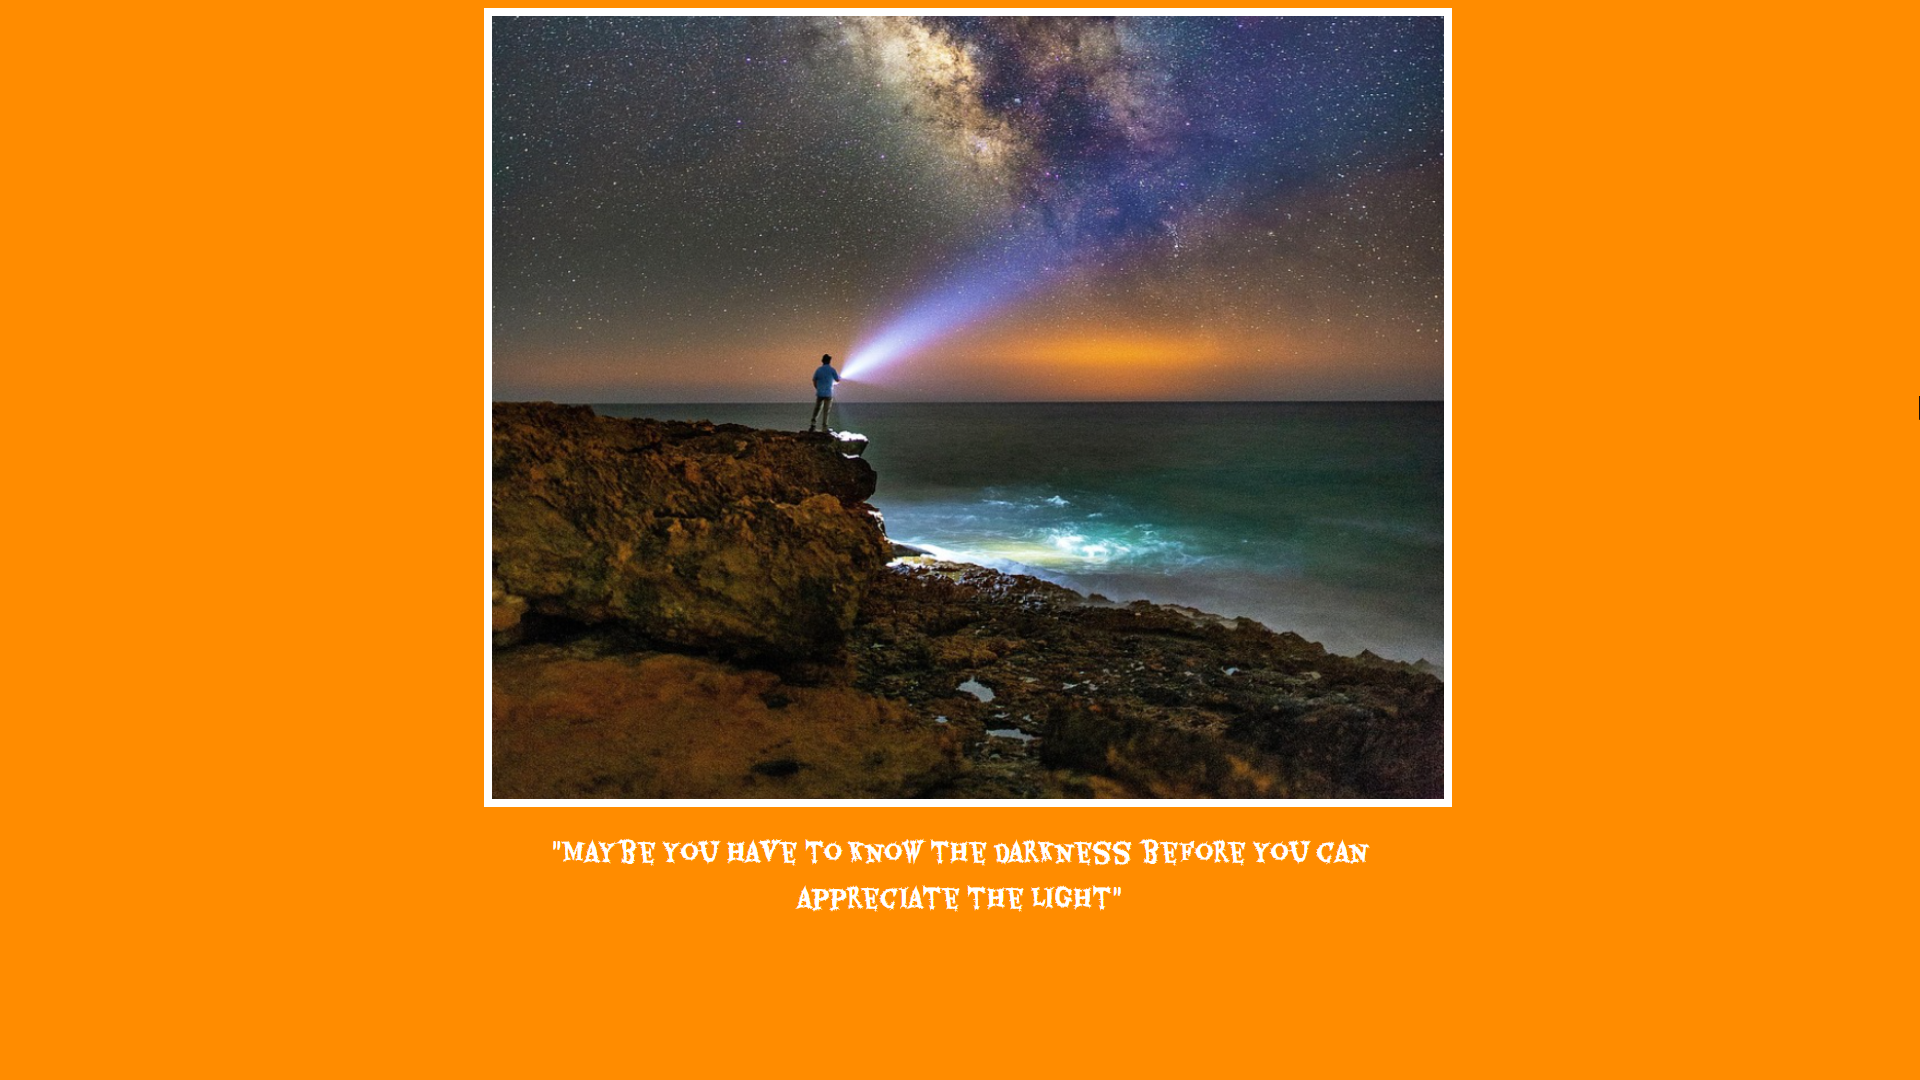 "MAYBE YOU HAVE TO KNOW THE DARKNESS BEFORE YOU CAN
APPRECIATE THE LIGHT"